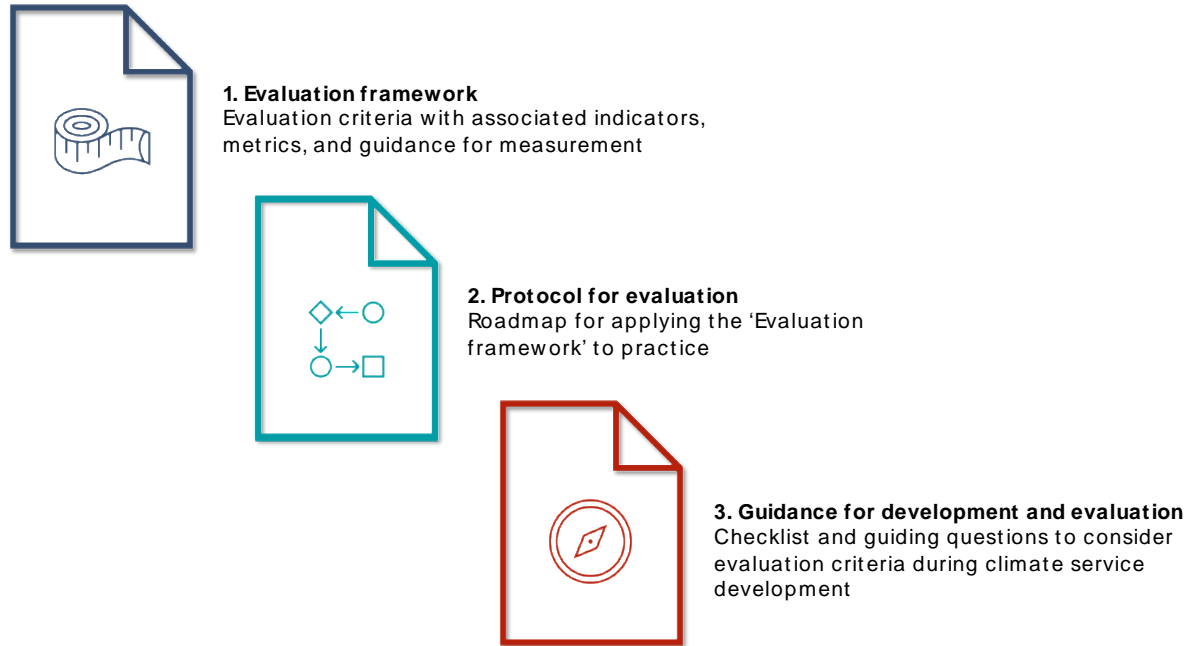 1. Evaluation framework
Evaluation criteria with associated indicators,
metrics, and guidance for measurement
2. Protocol for evaluation
Roadmap for applying the ‘Evaluation
framework’ to practice
3. Guidance for development and evaluation
Checklist and guiding questions to consider
evaluation criteria during climate service
development